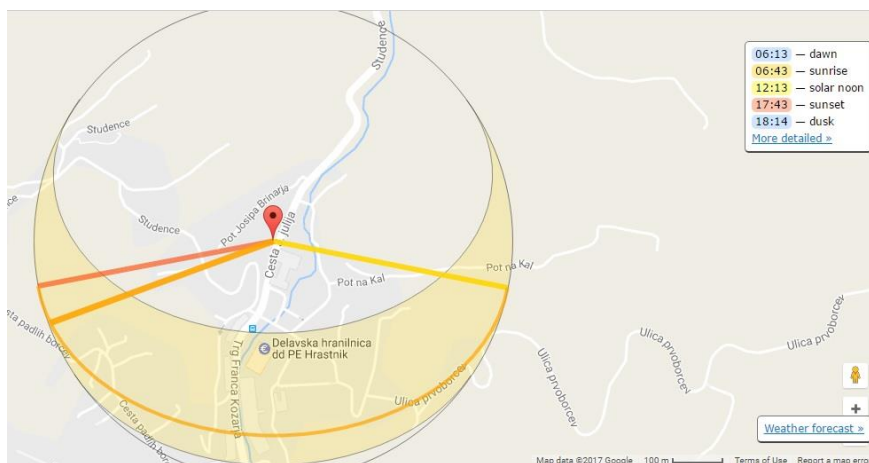 Studence
06:13 — dawn
06:43 — sunrise
12:13 — solar noon
17:43 — sunset
18:14 — dusk
More detailed »
Studence
Studence
Pot Josipa Brinarja
Cesta julija
Pot na Kal
Pot na Kal
Cesta padlih borcev
Delavska hranilnica
dd PE Hrastnik
Trg Franca Kozarja
Ulica prvoborcev
Ulica prvoborcev
Ulica prvoborcev
Ulica prvoborcev
Cesta padlih borcev
+
Weather forecast »
Map data ©2017 Google
100 m
Terms of Use
Report a map error